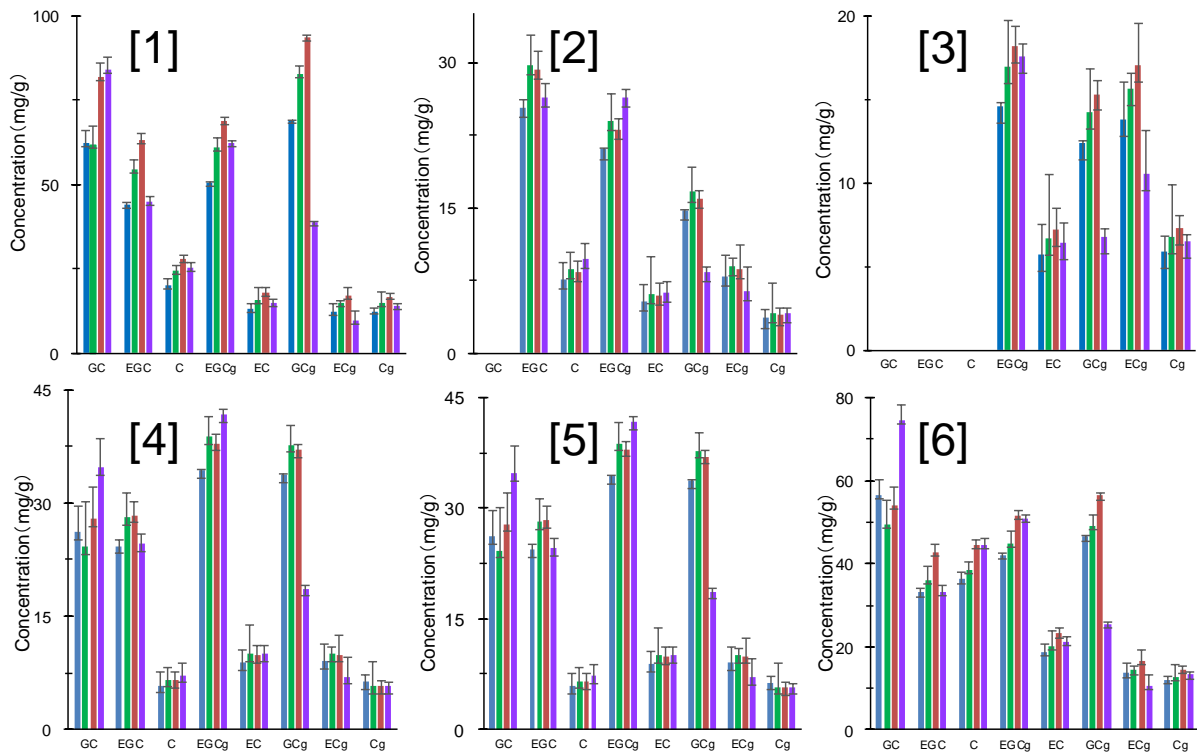 [1]
Concentration(mg/g)
100
50
0
GC EGC C EGCg EC GCg ECg Cg
[2]
Concentration(mg/g)
30
15
0
GC EGC C EGCg EC GCg ECg Cg
[3]
Concentration(mg/g)
20
10
0
GC EGC C EGCg EC GCg ECg Cg
[4]
Concentration(mg/g)
45
30
15
0
GC EGC C EGCg EC GCg ECg Cg
[5]
Concentration(mg/g)
45
30
15
0
GC EGC C EGCg EC GCg ECg Cg
[6]
Concentration(mg/g)
80
60
40
20
0
GC EGC C EGCg EC GCg ECg Cg